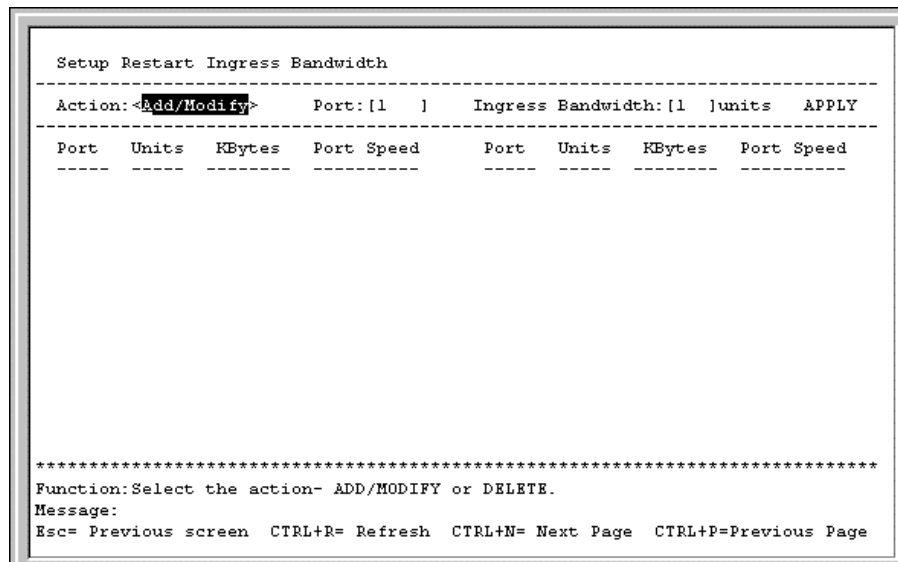 Setup Restart Ingress Bandwidth
--------------------------------------------------------------------------------
Action:<Add/Modify> Port:[1 ] Ingress Bandwidth:[1 ]units APPLY
--------------------------------------------------------------------------------
Port Units KBytes Port Speed Port Units KBytes Port Speed
----- ----- -------- ---------- ----- ----- -------- ----------
********************************************************************************
Function:Select the action- ADD/MODIFY or DELETE.
Message:
Esc= Previous screen CTRL+R= Refresh CTRL+N= Next Page CTRL+P=Previous Page